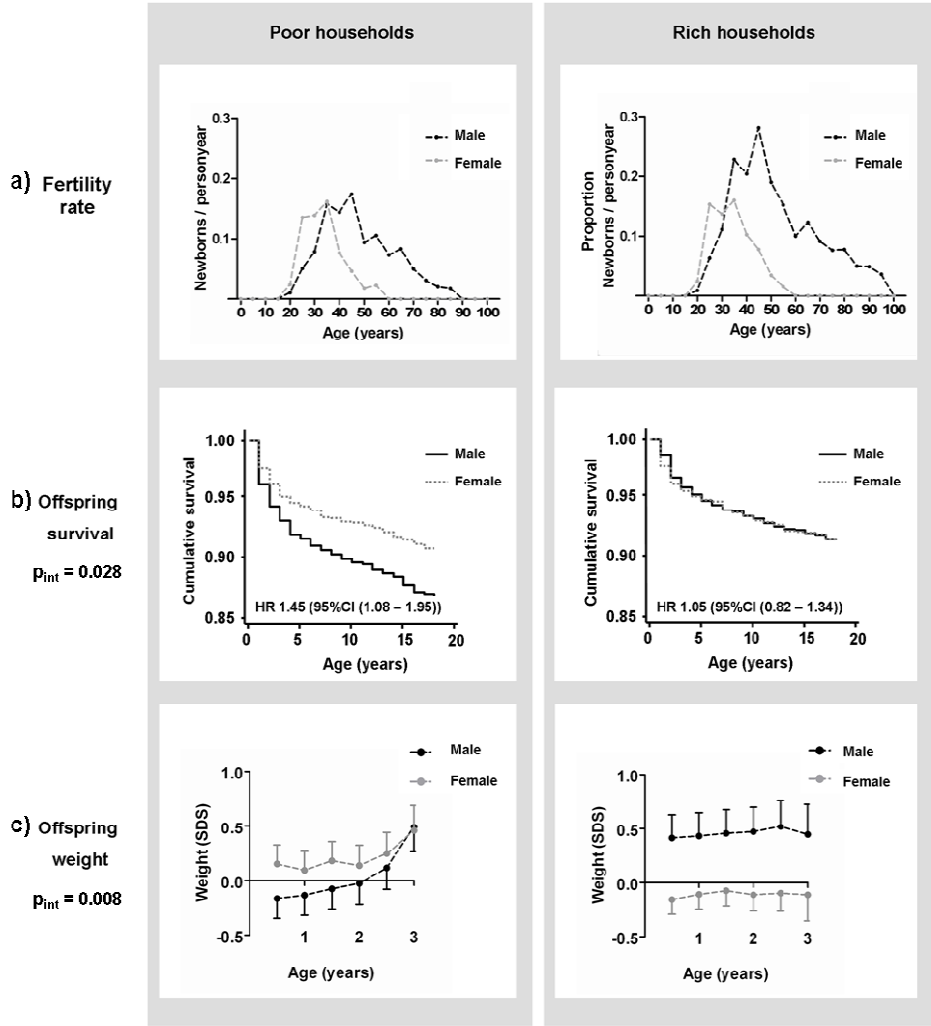 Poor households
Rich households
a) Fertility
rate
0.3
0.2
0.1
Newborns / personyear
Male
Female
0 10 20 30 40 50 60 70 80 90 100
Age (years)
0.3
0.2
0.1
Proportion
Newborns / personyear
Male
Female
0 10 20 30 40 50 60 70 80 90 100
Age (years)
b) Offspring
survival
pint = 0.028
1.00
0.95
0.90
0.85
Cumulative survival
Male
Female
HR 1.45 (95%CI (1.08 – 1.95))
0 5 10 15 20
Age (years)
1.00
0.95
0.90
0.85
Cumulative survival
Male
Female
HR 1.05 (95%CI (0.82 – 1.34))
0 5 10 15 20
Age (years)
c) Offspring
weight
pint = 0.008
Male
Female
1.0
0.5
0.0
-0.5
Weight (SDS)
1 2 3
Age (years)
Male
Female
1.0
0.5
0.0
-0.5
Weight (SDS)
1 2 3
Age (years)